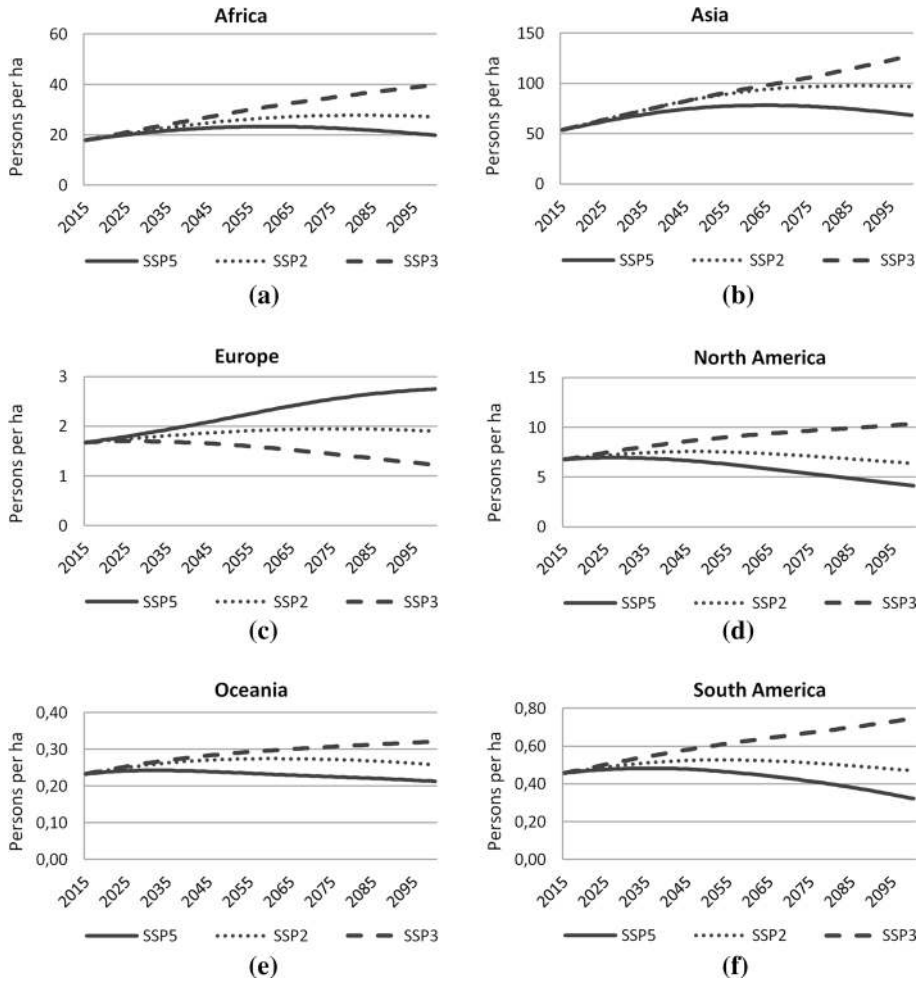 Africa
Persons per ha
60
40
20
0
2015 2025 2035 2045 2055 2065 2075 2085 2095
SSP5 SSP2 SSP3
(a)
Asia
Persons per ha
150
100
50
0
2015 2025 2035 2045 2055 2065 2075 2085 2095
SSP5 SSP2 SSP3
(b)
Europe
Persons per ha
3
2
1
0
2015 2025 2035 2045 2055 2065 2075 2085 2095
SSP5 SSP2 SSP3
(c)
North America
Persons per ha
15
10
5
0
2015 2025 2035 2045 2055 2065 2075 2085 2095
SSP5 SSP2 SSP3
(d)
Oceania
Persons per ha
0,40
0,30
0,20
0,10
0,00
2015 2025 2035 2045 2055 2065 2075 2085 2095
SSP5 SSP2 SSP3
(e)
South America
Persons per ha
0,80
0,60
0,40
0,20
0,00
2015 2025 2035 2045 2055 2065 2075 2085 2095
SSP5 SSP2 SSP3
(f)